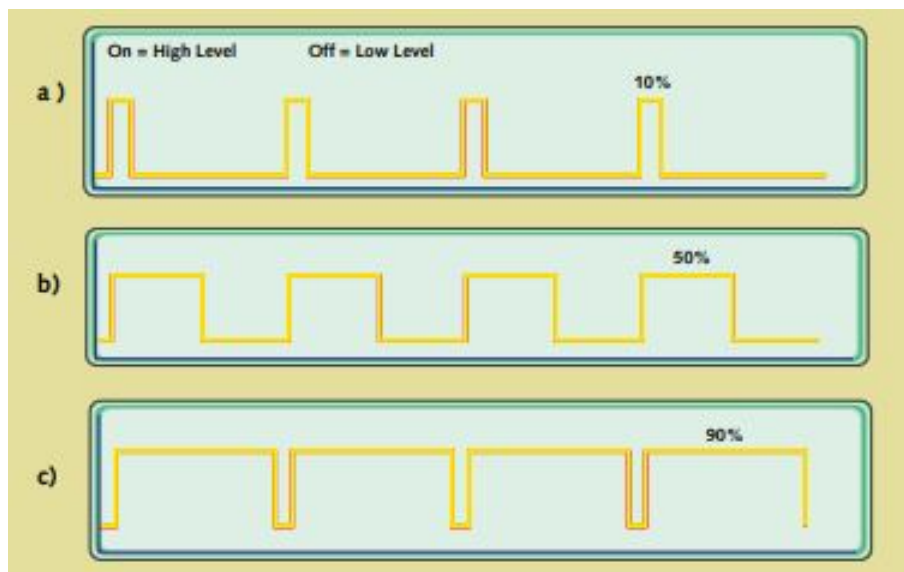 On = High Level Off = Low Level
a )
10%
b)
50%
c)
90%